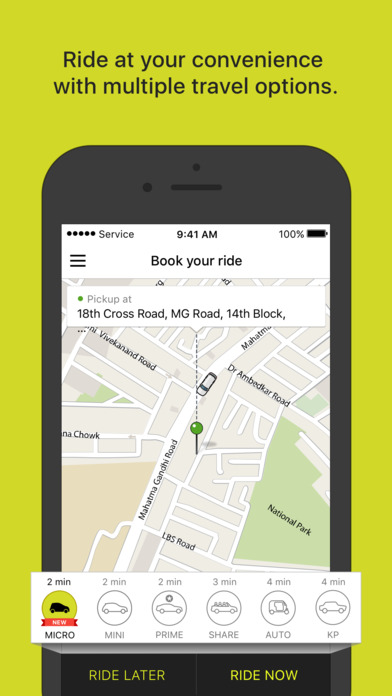 Ride at your convenience
with multiple travel options.
Service
9:41 AM
100%
Book your ride
Pickup at
18th Cross Road, MG Road, 14th Block,
...
Vivekanand Road
Mahatma
Dr Ambedkar Road
na Chowk
Mahatma Gandhi Road
National Park
LBS Road
2 min 2 min 2 min 3 min 4 min 4 min
NEW
MICRO MINI PRIME SHARE AUTO KP
RIDE LATER RIDE NOW